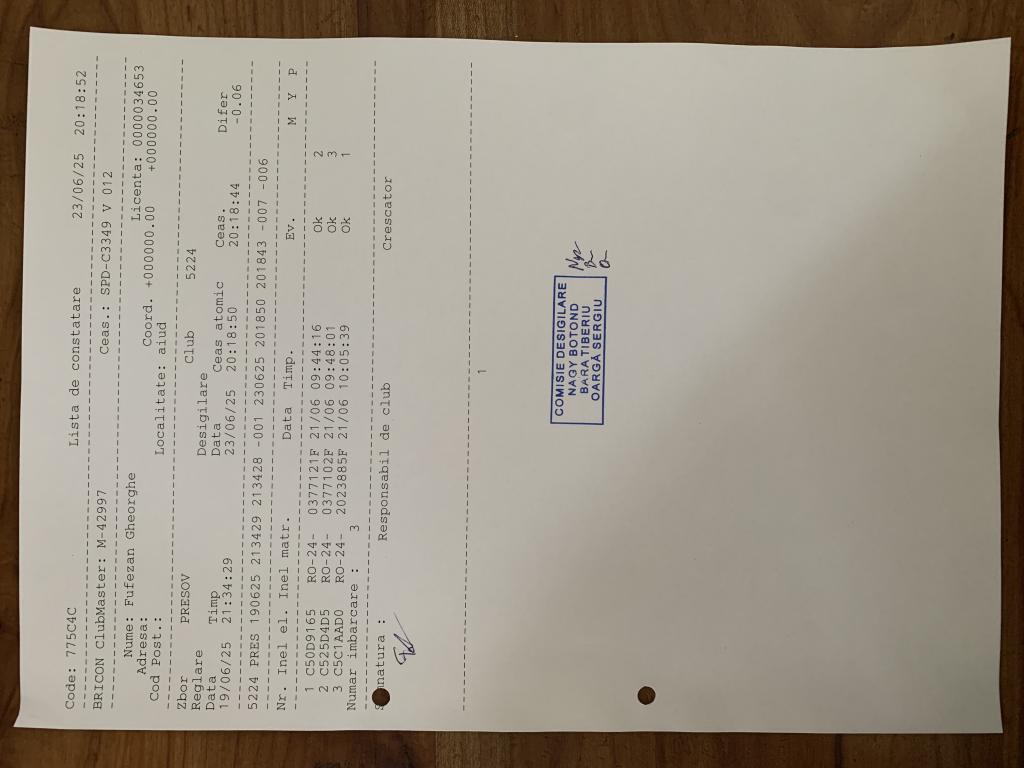 Code: 775C4C Lista de constatare 23/06/25 20:18:52
BRICON ClubMaster: M-42997 Ceas.: SPD-C3349 V 012
Nume: Fufezan Gheorghe Licenta: 0000034653
Adresa: Coord. +000000.00 +000000.00
Cod Post.: Localitate: aiud
Zbor PRESOV Club 5224
Reglare Desigilare
Data Timp Data Ceas atomic Ceas. Difer
19/06/25 21:34:29 23/06/25 20:18:50 20:18:44 -0.06
5224 PRES 190625 213429 213428 -001 230625 201850 201843 -007 -006
Nr. Inel el. Inel matr. Data Timp. Ev. M Y P
1 C50D9165 RO-24- 0377121F 21/06 09:44:16 Ok 2
2 C525D4D5 RO-24- 0377102F 21/06 09:48:01 Ok 3
3 C5C1AAD0 RO-24- 2023885F 21/06 10:05:39 Ok 1
Numar imbarcare : 3
Semnatura : Responsabil de club Crescator
1
COMISIE DESIGILARE
NAGY BOTOND
BARA TIBERIU
OARGĂ SERGIU